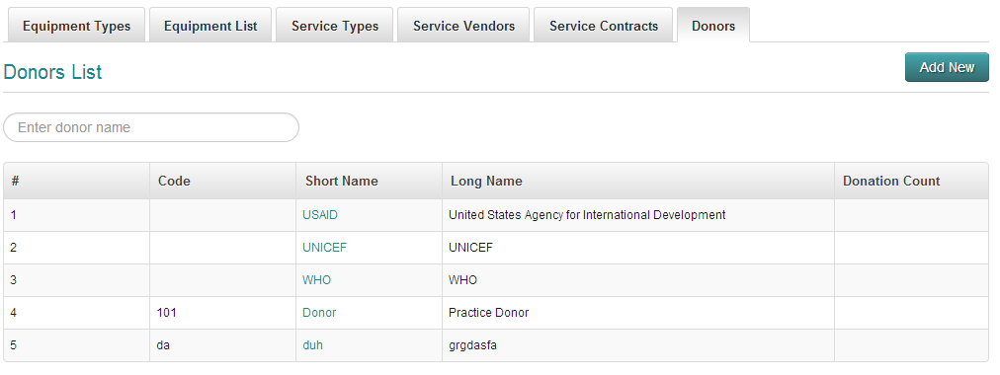 Equipment Types Equipment List Service Types Service Vendors Service Contracts Donors
Donors List Add New
Enter donor name
# Code Short Name Long Name Donation Count
1 USAID United States Agency for International Development
2 UNICEF UNICEF
3 WHO WHO
4 101 Donor Practice Donor
5 da duh grgdasfa